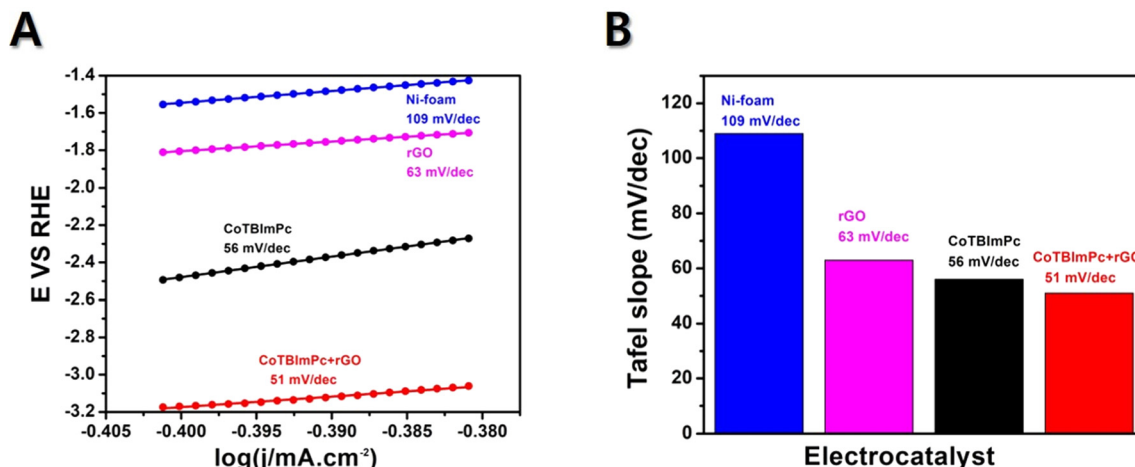 A
E VS RHE
-1.4
-1.6
-1.8
-2.0
-2.2
-2.4
-2.6
-2.8
-3.0
-3.2
Ni-foam
109 mV/dec
rGO
63 mV/dec
CoTBImPc
56 mV/dec
CoTBImPc+rGO
51 mV/dec
-0.405
-0.400
-0.395
-0.390
-0.385
-0.380
log(j/mA.cm-2)
B
Tafel slope (mV/dec)
120
100
80
60
40
20
0
Ni-foam
109 mV/dec
rGO
63 mV/dec
CoTBImPc
56 mV/dec
CoTBImPc+rGO
51 mV/dec
Electrocatalyst